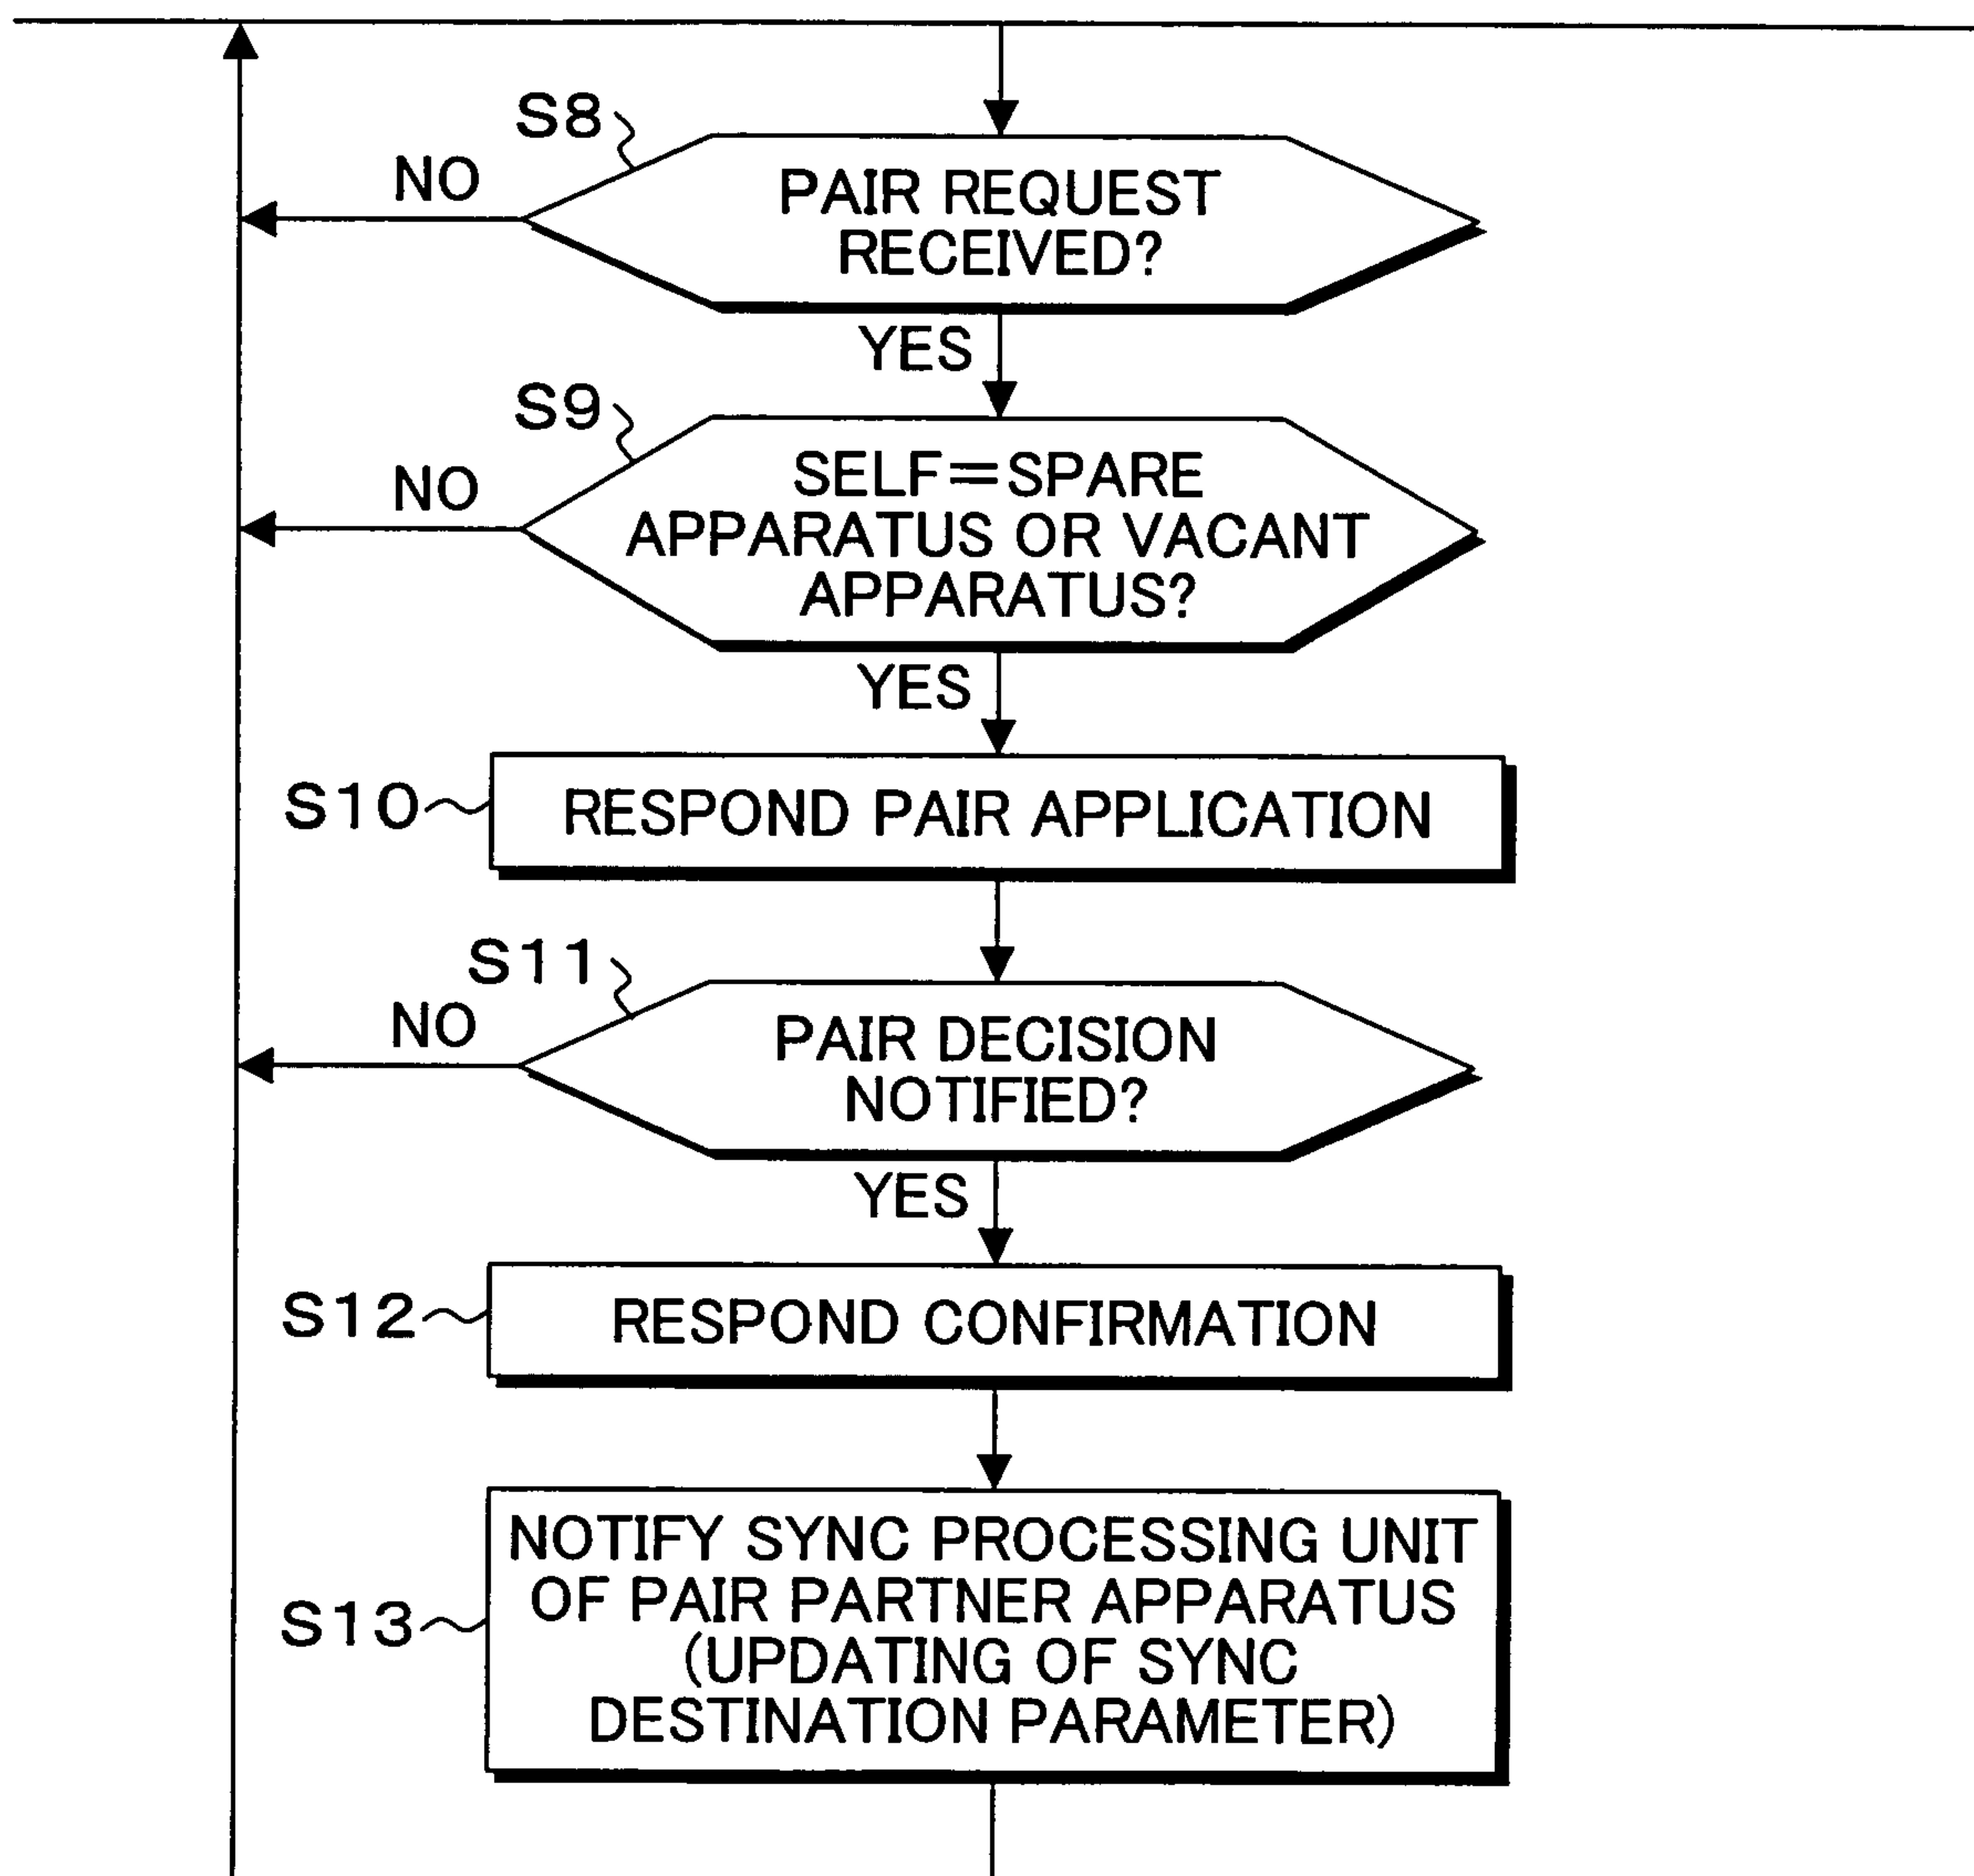 S8
NO
PAIR REQUEST
RECEIVED?
YES
S9
NO
SELF=SPARE
APPARATUS OR VACANT
APPARATUS?
YES
S10
RESPOND PAIR APPLICATION
S11
NO
PAIR DECISION
NOTIFIED?
YES
S12
RESPOND CONFIRMATION
S13
NOTIFY SYNC PROCESSING UNIT
OF PAIR PARTNER APPARATUS
(UPDATING OF SYNC
DESTINATION PARAMETER)